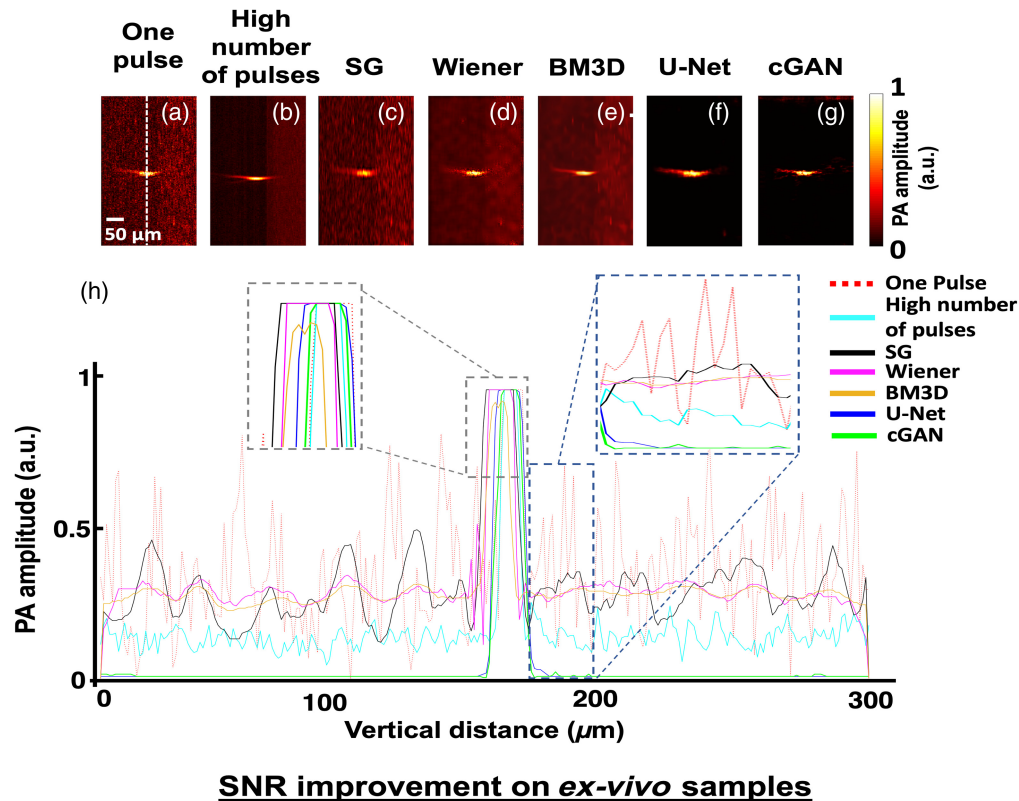 One
pulse
High
number
of pulses
SG
Wiener
BM3D
U-Net
cGAN
(a)
(b)
(c)
(d)
(e)
(f)
(g)
50 µm
1
0
PA amplitude
(a.u.)
(h)
One Pulse
High number
of pulses
SG
Wiener
BM3D
U-Net
cGAN
1
0.5
0
PA amplitude (a.u.)
0
100
200
300
Vertical distance (µm)
SNR improvement on ex-vivo samples